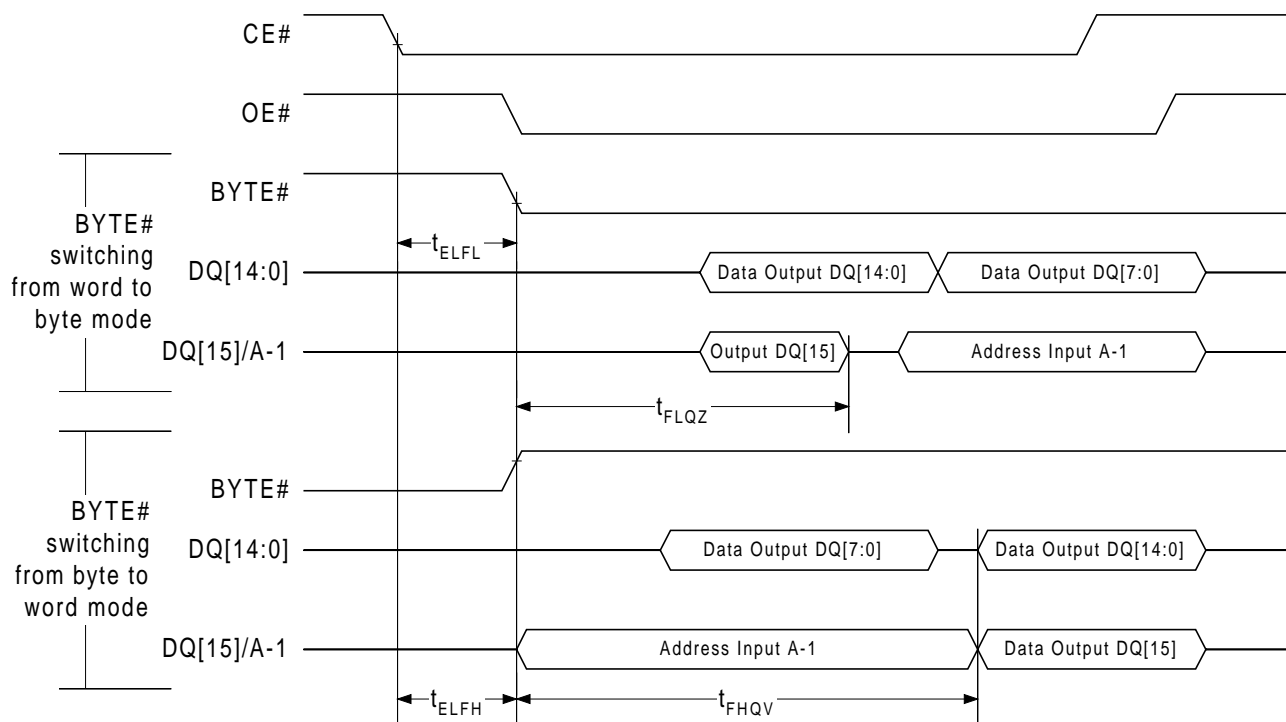 CE#
OE#
BYTE#
BYTE#
switching
from word to
byte mode
tELFL
DQ[14:0]
Data Output DQ[14:0]
Data Output DQ[7:0]
DQ[15]/A-1
Output DQ[15]
Address Input A-1
tFLQZ
BYTE#
BYTE#
switching
from byte to
word mode
DQ[14:0]
Data Output DQ[7:0]
Data Output DQ[14:0]
DQ[15]/A-1
Address Input A-1
Data Output DQ[15]
tELFH
tFHQV